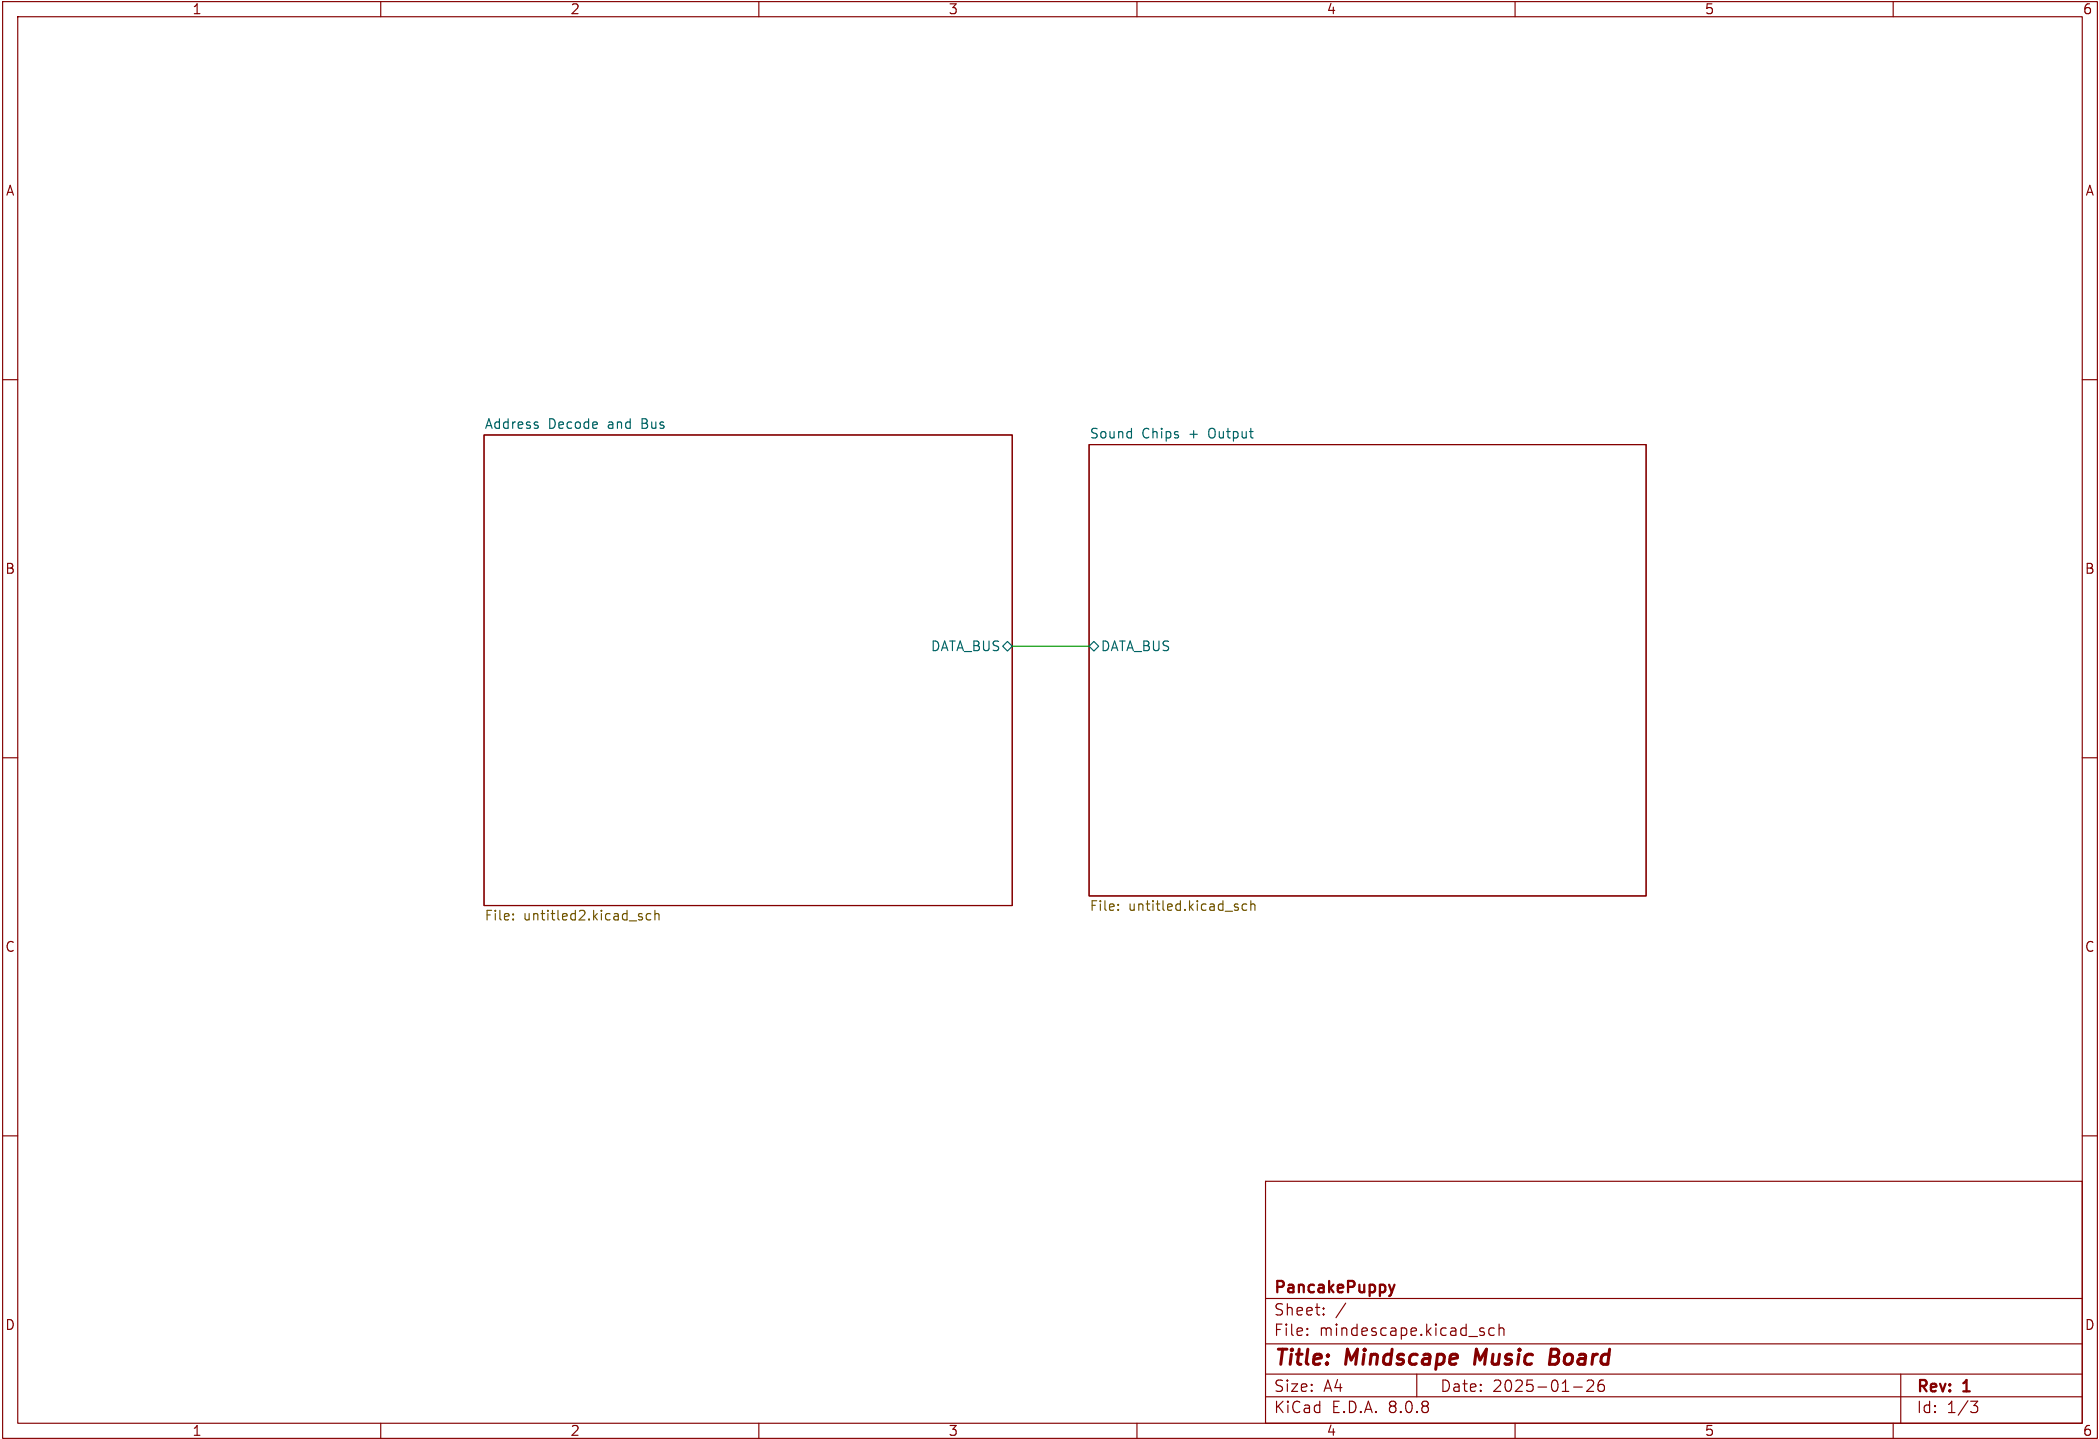 1 2 3 4 5 6
A A
Address Decode and Bus
Sound Chips + Output
B B
DATA_BUS DATA_BUS
File: untitled2.kicad_sch
File: untitled.kicad_sch
C C
PancakePuppy
Sheet: /
D D
File: mindescape.kicad_sch
Title: Mindscape Music Board
Size: A4 Date: 2025-01-26 Rev: 1
KiCad E.D.A. 8.0.8 Id: 1/3
1 2 3 4 5 6